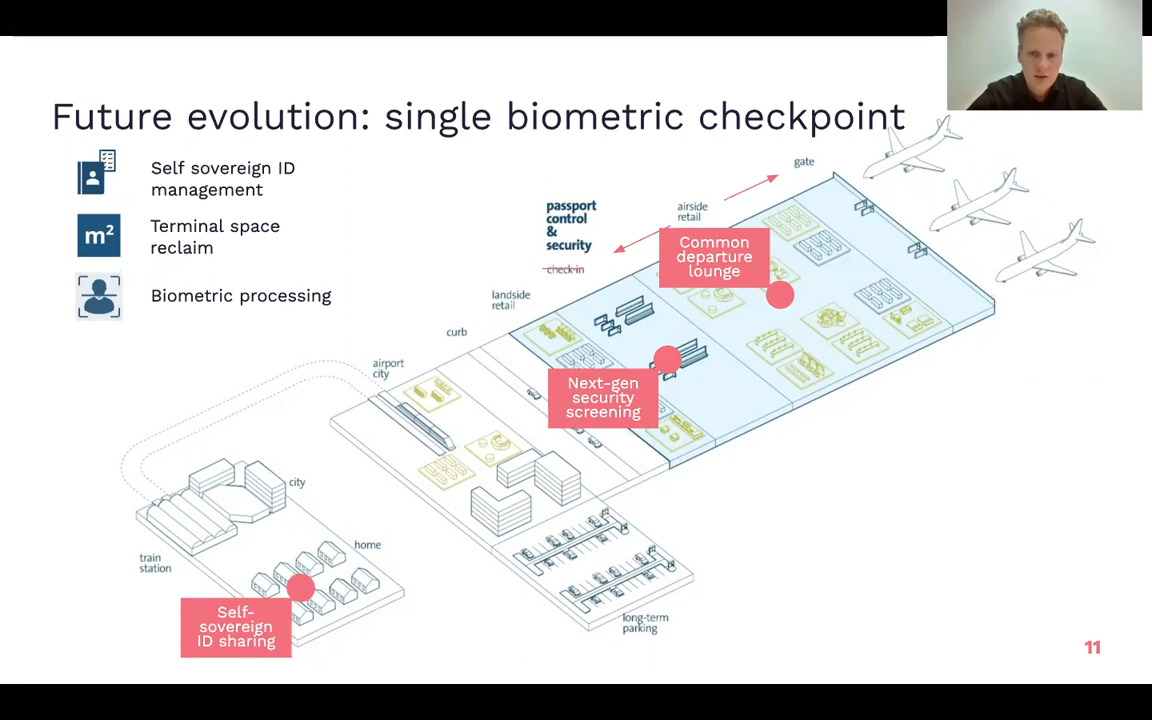 Future evolution: single biometric checkpoint
Self sovereign ID
management
m²
Terminal space
reclaim
Biometric processing
gate
airside
retail
passport
control
&
security
check-in
Common
departure
lounge
landside
retail
curb
airport
city
Next-gen
security
screening
city
train
station
home
Self-
sovereign
ID sharing
long-term
parking
11